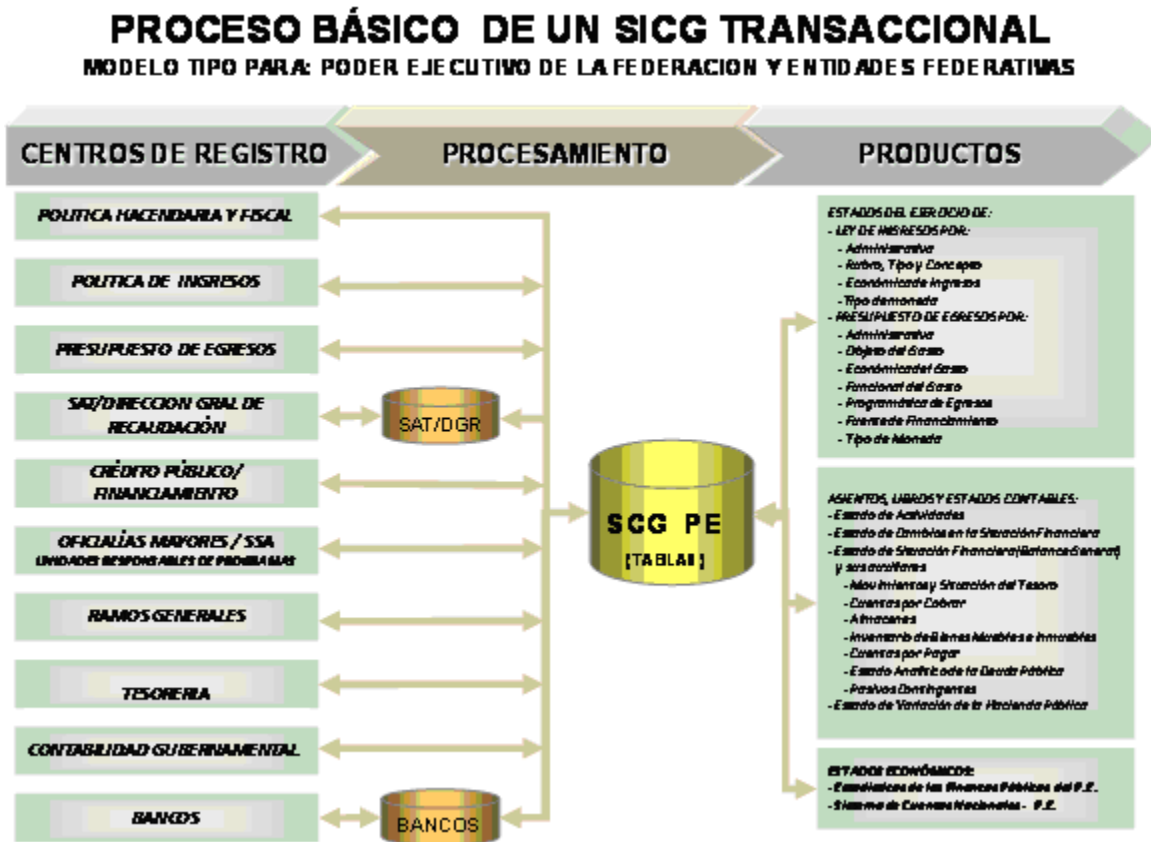 PROCESO BÁSICO DE UN SICG TRANSACCIONAL
MODELO TIPO PARA: PODER EJECUTIVO DE LA FEDERACION Y ENTIDADES FEDERATIVAS
CENTROS DE REGISTRO
PROCESAMIENTO
PRODUCTOS
POLITICA HACENDARIA Y FISCAL
POLITICA DE INGRESOS
PRESUPUESTO DE EGRESOS
SAT/DIRECCION GRAL DE
RECAUDACIÓN
CRÉDITO PÚBLICO/
FINANCIAMIENTO
OFICIALÍAS MAYORES / SSA
UNIDADES RESPONSABLES DE PROGRAMAS
RAMOS GENERALES
TESORERIA
CONTABILIDAD GUBERNAMENTAL
BANCOS
SAT/DGR
BANCOS
SCG PE
(TABLAS)
ESTADOS DEL EJERCICIO DE:
- LEY DE INGRESOS POR:
- Administrativa
- Rubro, Tipo y Concepto
- Económica de Ingresos
- Tipo de moneda
- PRESUPUESTO DE EGRESOS POR:
- Administrativa
- Objeto del Gasto
- Económica del Gasto
- Funcional del Gasto
- Programática de Egresos
- Fuente de Financiamiento
- Tipo de Moneda
ASIENTOS, LIBROS Y ESTADOS CONTABLES:
- Estado de Actividades
- Estado de Cambios en la Situación Financiera
- Estado de Situación Financiera (Balance General)
y sus auxiliares
- Movimientos y Situación del Tesoro
- Cuentas por Cobrar
- Almacenes
- Inventario de Bienes Muebles e Inmuebles
- Cuentas por Pagar
- Estado Analítico de la Deuda Pública
- Pasivos Contingentes
- Estado de Variación de la Hacienda Pública
ESTADOS ECONÓMICOS:
- Estadísticas de las Finanzas Públicas del P.E.
- Sistema de Cuentas Nacionales - P.E.